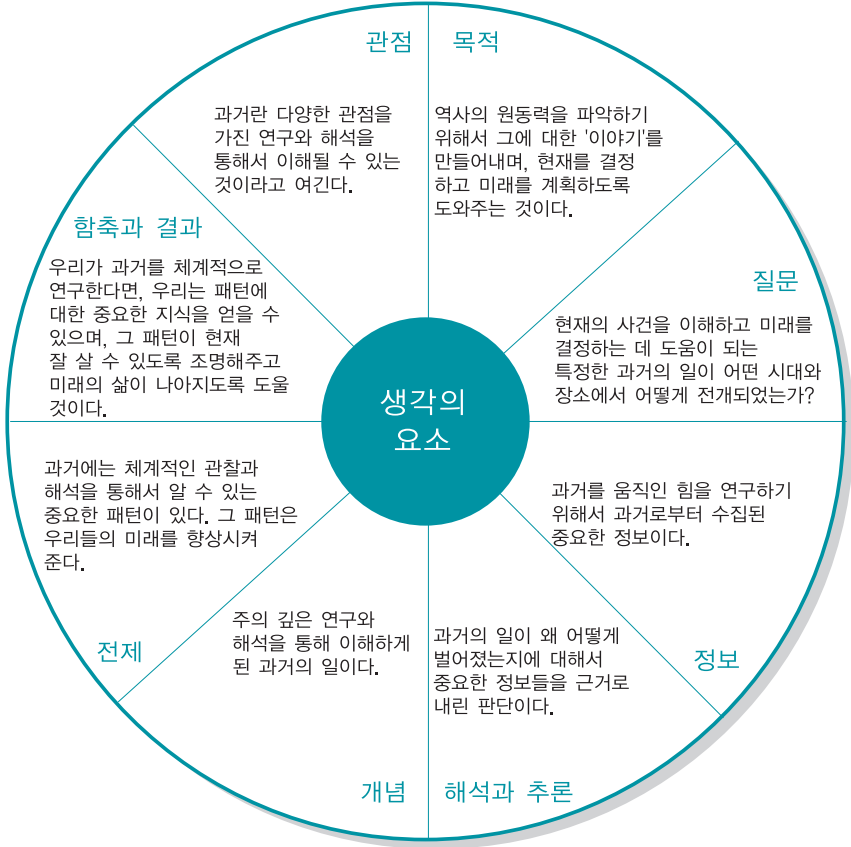 관점
과거란 다양한 관점을
가진 연구와 해석을
통해서 이해될 수 있는
것이라고 여긴다.
목적
역사의 원동력을 파악하기
위해서 그에 대한 '이야기'를
만들어내며, 현재를 결정
하고 미래를 계획하도록
도와주는 것이다.
질문
현재의 사건을 이해하고 미래를
결정하는 데 도움이 되는
특정한 과거의 일이 어떤 시대와
장소에서 어떻게 전개되었는가?
과거를 움직인 힘을 연구하기
위해서 과거로부터 수집된
중요한 정보이다.
정보
과거의 일이 왜 어떻게
벌어졌는지에 대해서
중요한 정보들을 근거로
내린 판단이다.
해석과 추론
주의 깊은 연구와
해석을 통해 이해하게
된 과거의 일이다.
개념
과거에는 체계적인 관찰과
해석을 통해서 알 수 있는
중요한 패턴이 있다. 그 패턴은
우리들의 미래를 향상시켜
준다.
전제
함축과 결과
우리가 과거를 체계적으로
연구한다면, 우리는 패턴에
대한 중요한 지식을 얻을 수
있으며, 그 패턴이 현재
잘 살 수 있도록 조명해주고
미래의 삶이 나아지도록 도울
것이다.
생각의
요소